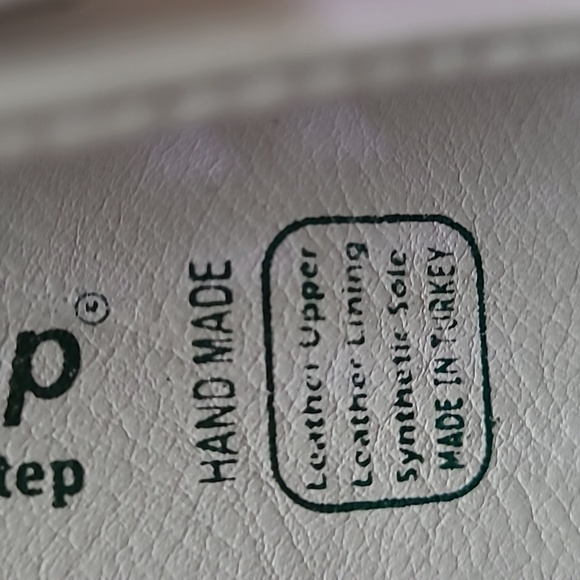 p©
tep
HAND MADE
Leather Upper
Leather Lining
Synthetic Sole
MADE IN TURKEY